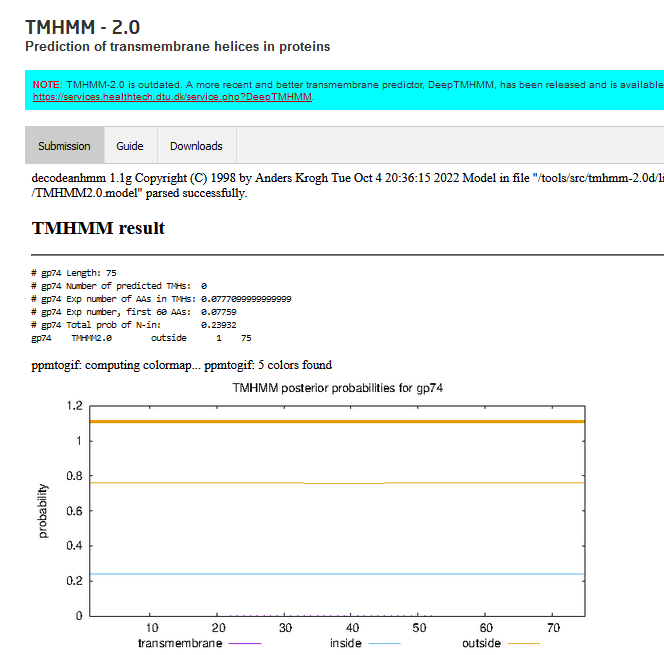 TMHMM - 2.0
Prediction of transmembrane helices in proteins
NOTE: TMHMM-2.0 is outdated. A more recent and better transmembrane predictor, DeepTMHMM, has been released and is available
https://services.healthtech.dtu.dk/service.php?DeepTMHMM.
Submission Guide Downloads
decodeanhmm 1.1g Copyright (C) 1998 by Anders Krogh Tue Oct 4 20:36:15 2022 Model in file "/tools/src/tmhmm-2.0d/li
/TMHMM2.0.model" parsed successfully.
TMHMM result
# gp74 Length: 75
# gp74 Number of predicted TMHs: 0
# gp74 Exp number of AAs in TMHs: 0.0777099999999999
# gp74 Exp number, first 60 AAs: 0.07759
# gp74 Total prob of N-in: 0.23932
gp74 TMHMM2.0 outside 1 75
ppmtogif: computing colormap... ppmtogif: 5 colors found
TMHMM posterior probabilities for gp74
1.2
1
0.8
0.6
0.4
0.2
0
probability
10 20 30 40 50 60 70
transmembrane inside outside